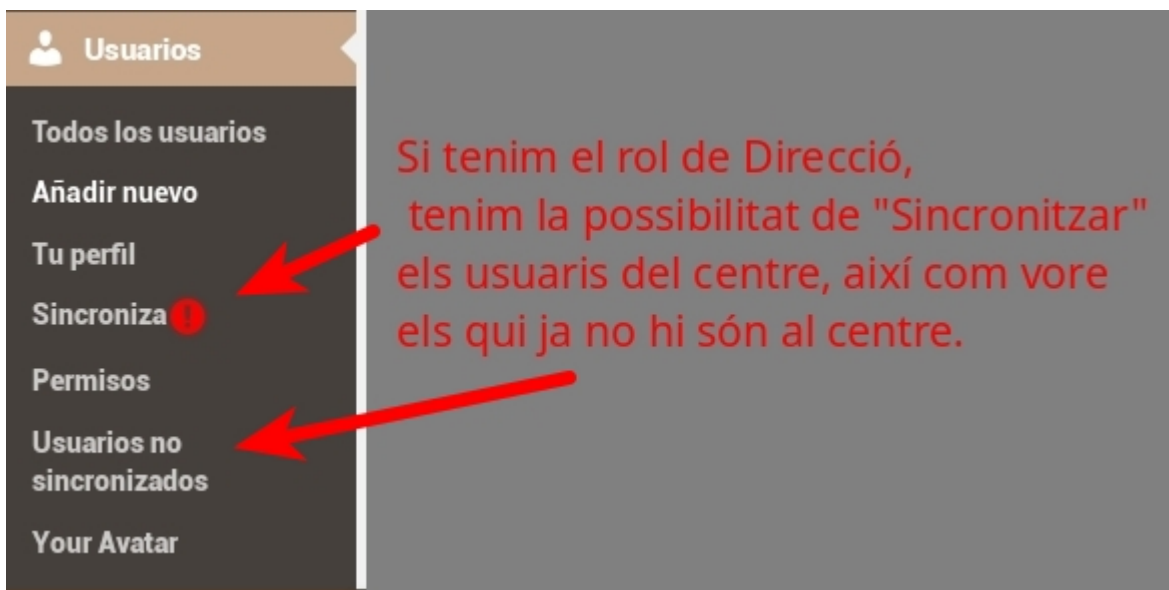 Usuarios
Todos los usuarios
Añadir nuevo
Tu perfil
Sincroniza!
Permisos
Usuarios no
sincronizados
Your Avatar
Si tenim el rol de Direcció,
tenim la possibilitat de "Sincronitzar"
els usuaris del centre, així com vore
els qui ja no hi són al centre.